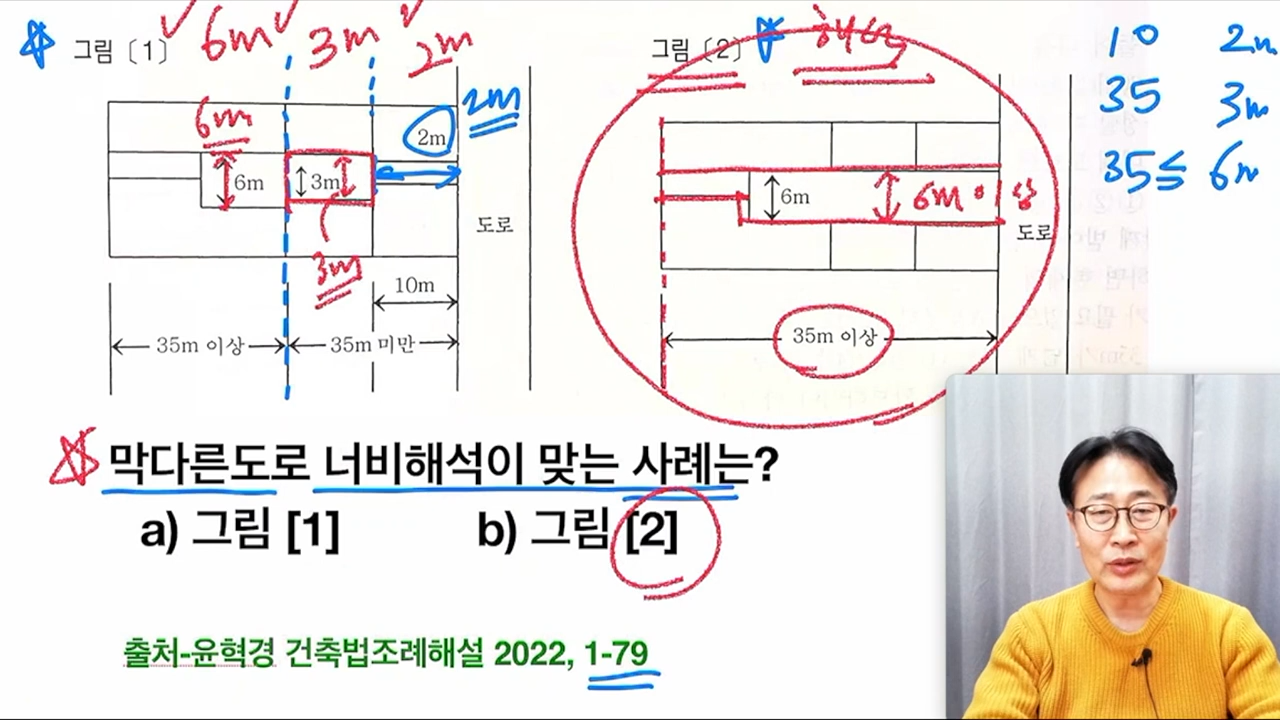 6m 3m 2m
그림〔1〕
6m
2m
2m
6m
3m
도로
3m
10m
35m 이상
35m 미만
그림〔2〕
해석
6m
6m 이상
도로
35m 이상
10 2m
35 3m
35≤ 6m
막다른도로 너비해석이 맞는 사례는?
a) 그림 [1] b) 그림 [2]
출처-윤혁경 건축법조례해설 2022, 1-79